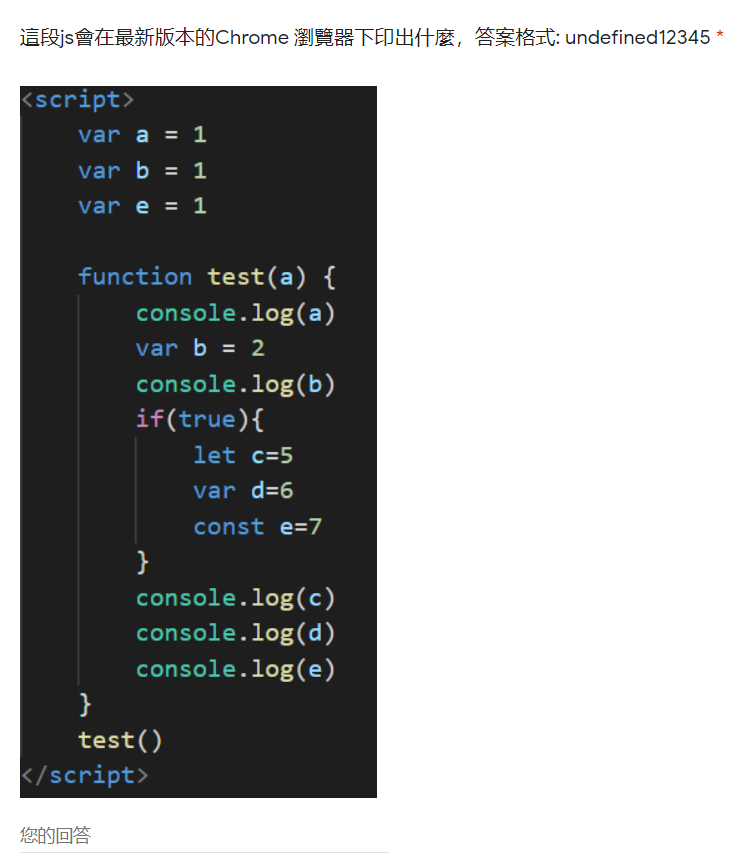 這段js會在最新版本的Chrome 瀏覽器下印出什麼，答案格式: undefined12345 *
<script>
    var a = 1
    var b = 1
    var e = 1

    function test(a) {
        console.log(a)
        var b = 2
        console.log(b)
        if(true){
            let c=5
            var d=6
            const e=7
        }
        console.log(c)
        console.log(d)
        console.log(e)
    }
    test()
</script>
您的回答